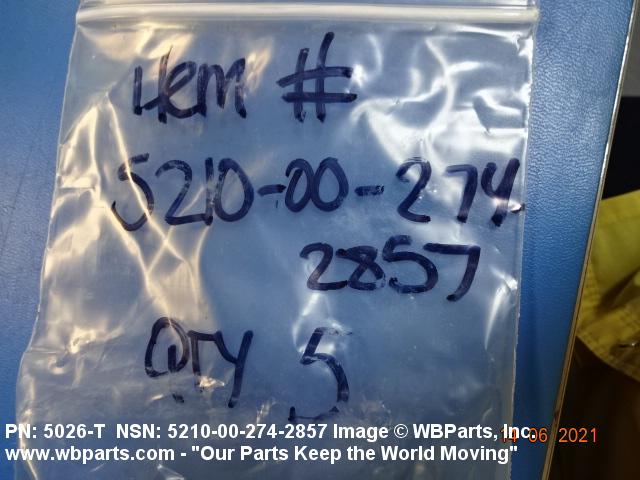 Item #
5210-00-274
2857
QTY 5
PN: 5026-T NSN: 5210-00-274-2857 Image © WBParts, Inc.
14 06 2021
www.wbparts.com - "Our Parts Keep the World Moving"